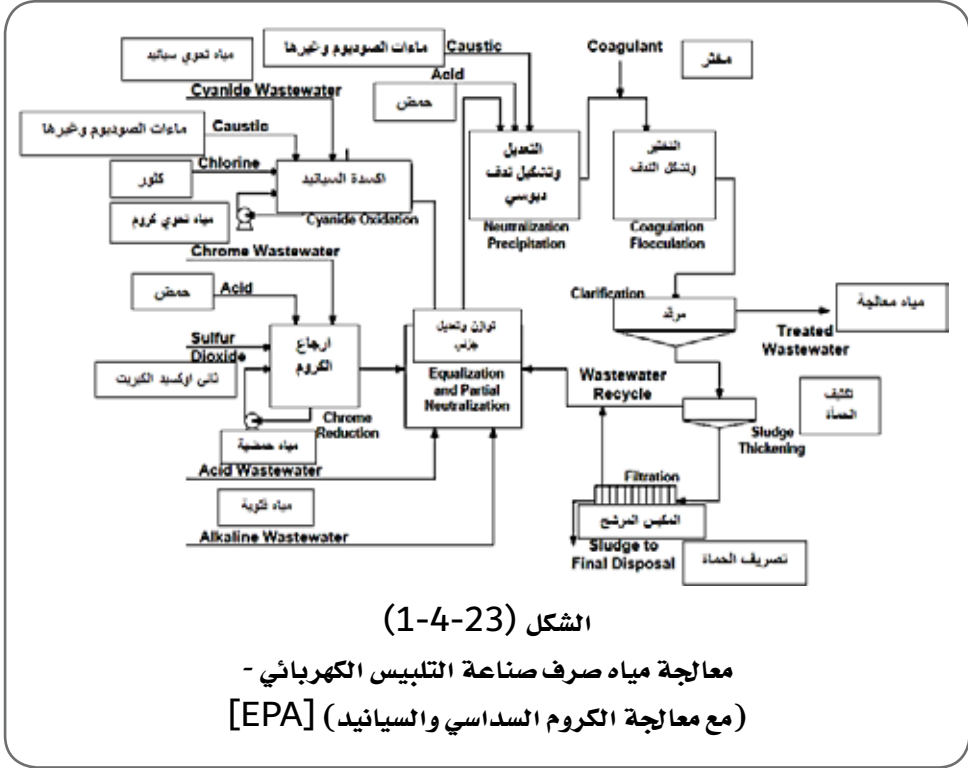 مياه تحوي سيانيد
Cyanide Wastewater
ماءات الصوديوم وغيرها
Caustic
Chlorine
كلور
اكسدة السيانيد
Cyanide Oxidation
مياه تحوي كروم
Chrome Wastewater
حمض
Acid
Sulfur
Dioxide
ثاني اوكسيد الكبريت
ارجاع
الكروم
Chrome
Reduction
مياه حمضية
Acid Wastewater
مياه قلوية
Alkaline Wastewater
ماءات الصوديوم وغيرها
Caustic
Acid
حمض
التعديل
وتشكيل ندف
دبوسي
Neutralization
Precipitation
توازن وتعديل
جزئي
Equalization
and Partial
Neutralization
Coagulant
مخثر
التخثير
وتشكل الندف
Coagulation
Flocculation
Clarification
مرقد
مياه معالجة
Treated
Wastewater
Wastewater
Recycle
تكثيف
الحمأة
Sludge
Thickening
Filtration
المكبس المرشح
Sludge to
Final Disposal
تصريف الحماة
الشكل (23-4-1)
معالجة مياه صرف صناعة التلبيس الكهربائي -
(مع معالجة الكروم السداسي والسيانيد) [EPA]